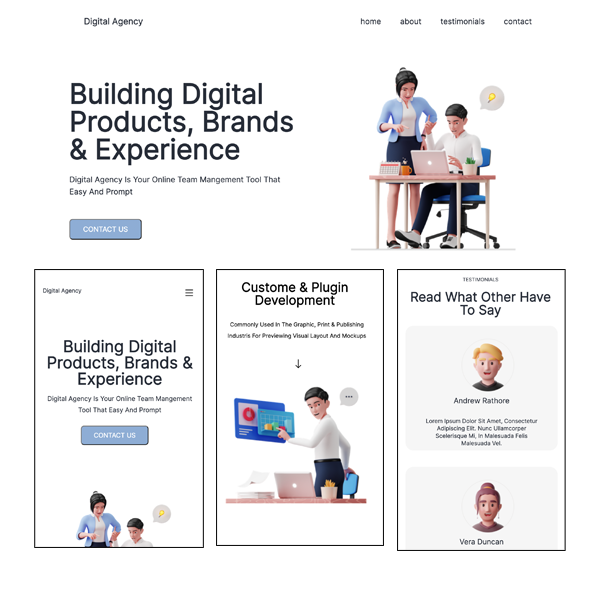 Digital Agency
home about testimonials contact
Building Digital
Products, Brands
& Experience
Digital Agency Is Your Online Team Mangement Tool That
Easy And Prompt
CONTACT US
Digital Agency
Building Digital
Products, Brands &
Experience
Digital Agency Is Your Online Team Mangement
Tool That Easy And Prompt
CONTACT US
Custome & Plugin
Development
Commonly Used In The Graphic, Print & Publishing
Industris For Previewing Visual Layout And Mockups
TESTIMONIALS
Read What Other Have
To Say
Andrew Rathore
Lorem Ipsum Dolor Sit Amet, Consectetur
Adipiscing Elit. Nunc Ullamcorper
Scelerisque Mi, In Malesuada Felis
Malesuada Vel.
Vera Duncan